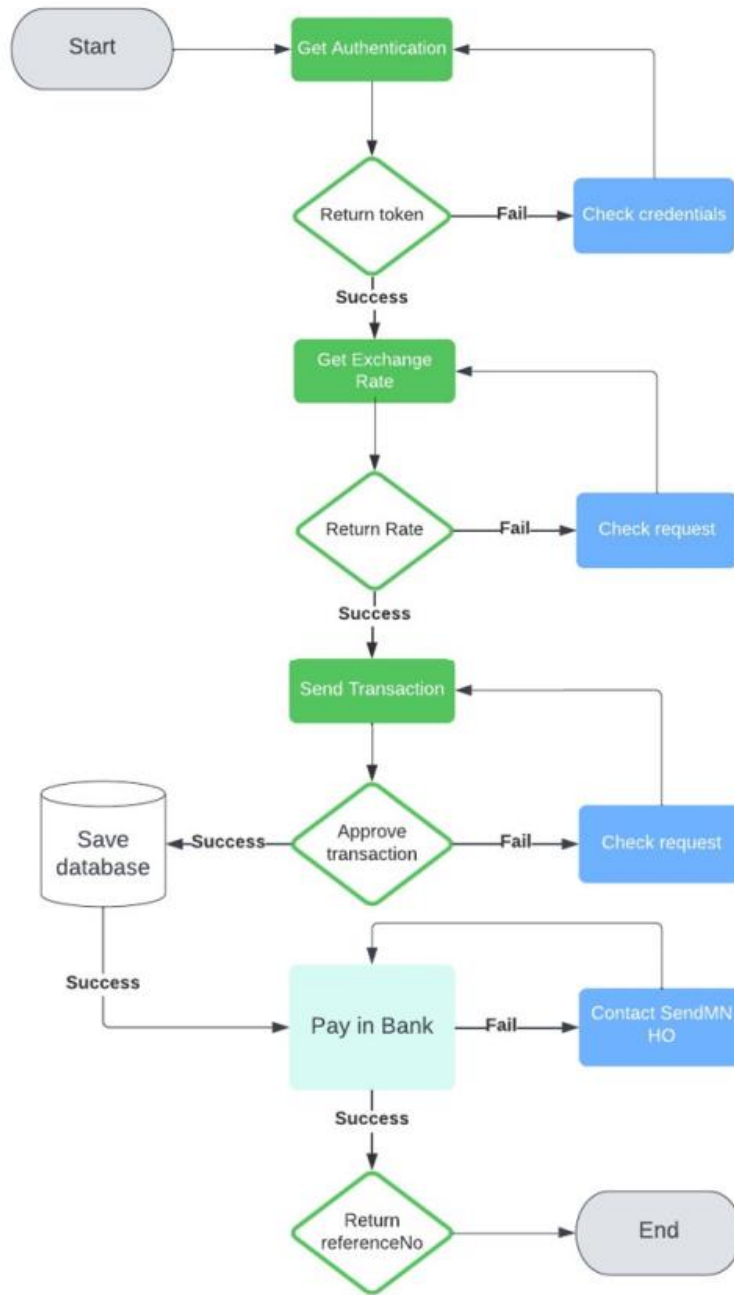 Start
Get Authentication
Return token
Fail
Check credentials
Success
Get Exchange
Rate
Return Rate
Fail
Check request
Success
Send Transaction
Save
database
Success
Approve
transaction
Fail
Check request
Success
Pay in Bank
Fail
Contact SendMN
HO
Success
Return
referenceNo
End